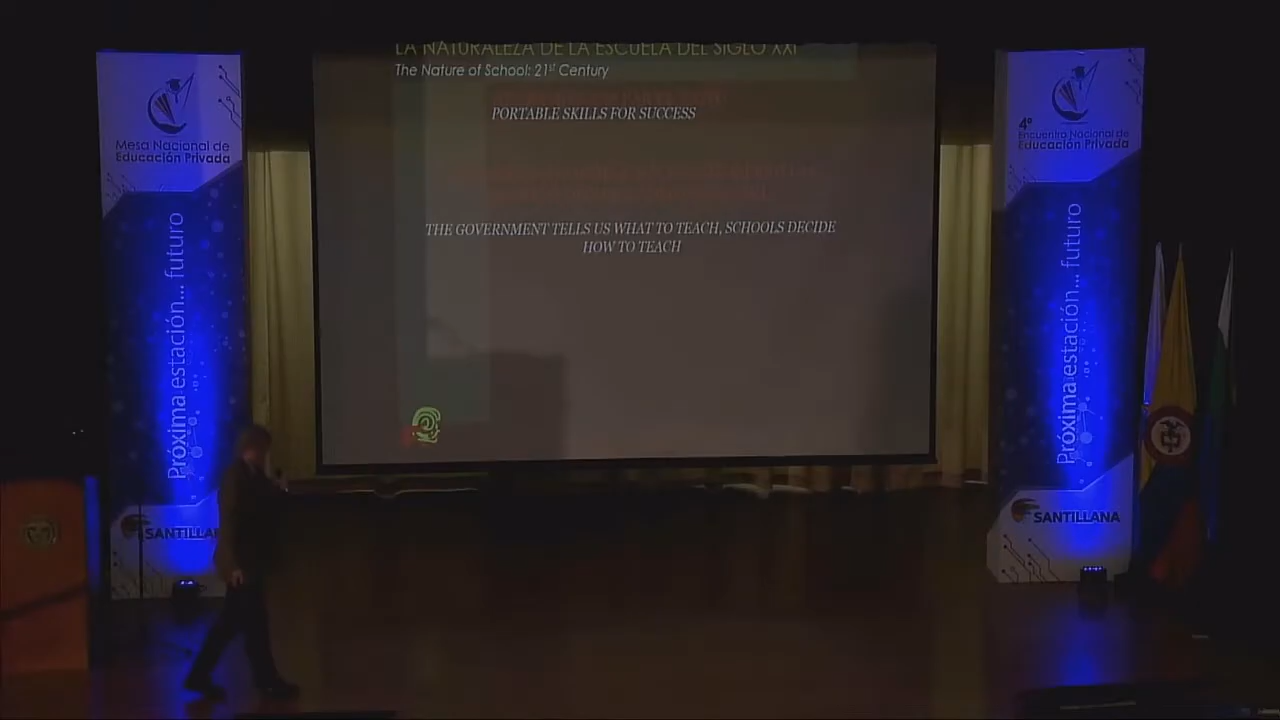 LA NATURALEZA DE LA ESCUELA DEL SIGLO XXI
The Nature of School: 21st Century
PORTABLE SKILLS FOR SUCCESS
THE GOVERNMENT TELLS US WHAT TO TEACH, SCHOOLS DECIDE
HOW TO TEACH
Mesa Nacional de
Educación Privada
Próxima estación... futuro
SANTILLAN
4º
Encuentro Nacional de
Educación Privada
Próxima estación... futuro
SANTILLANA